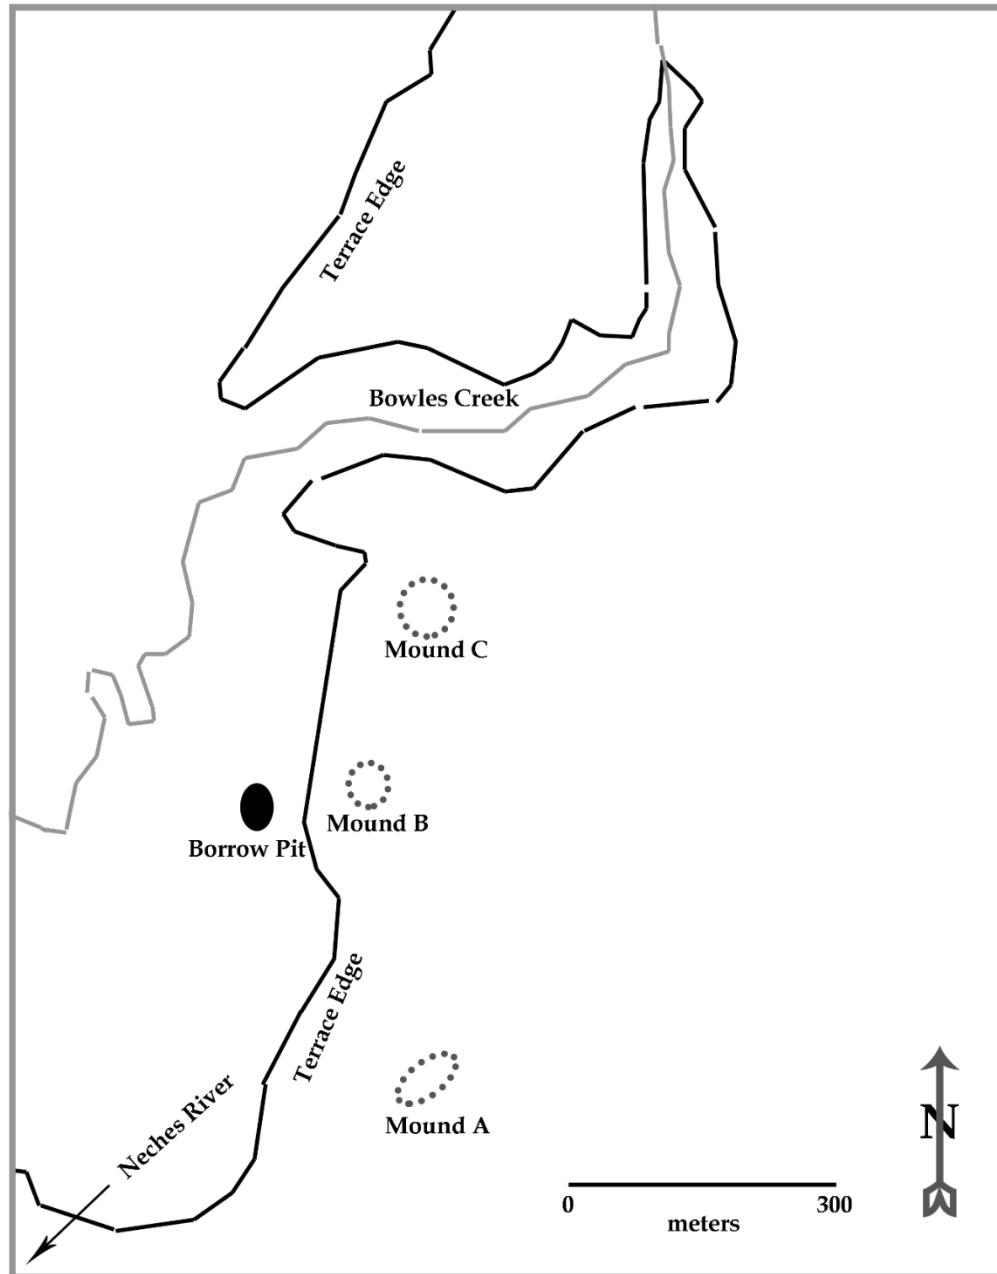 Terrace Edge
Bowles Creek
Mound C
Mound B
Borrow Pit
Terrace Edge
Neches River
Mound A
N
0 300
meters